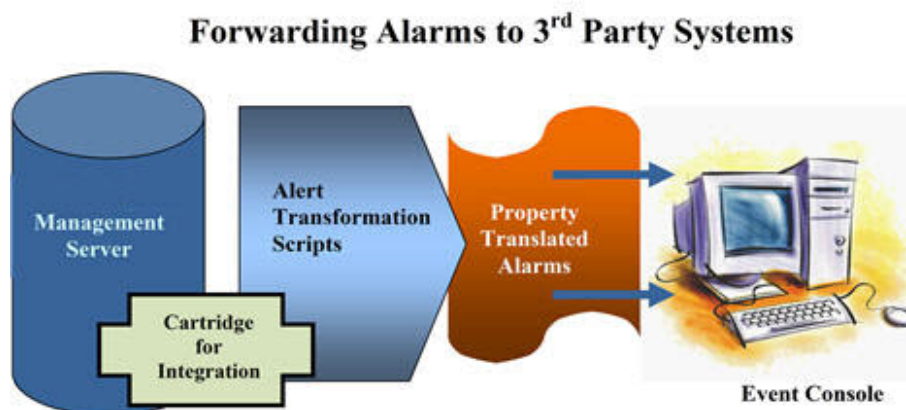 Forwarding Alarms to 3rd Party Systems
Management
Server
Alert
Transformation
Scripts
Property
Translated
Alarms
Cartridge
for
Integration
Event Console